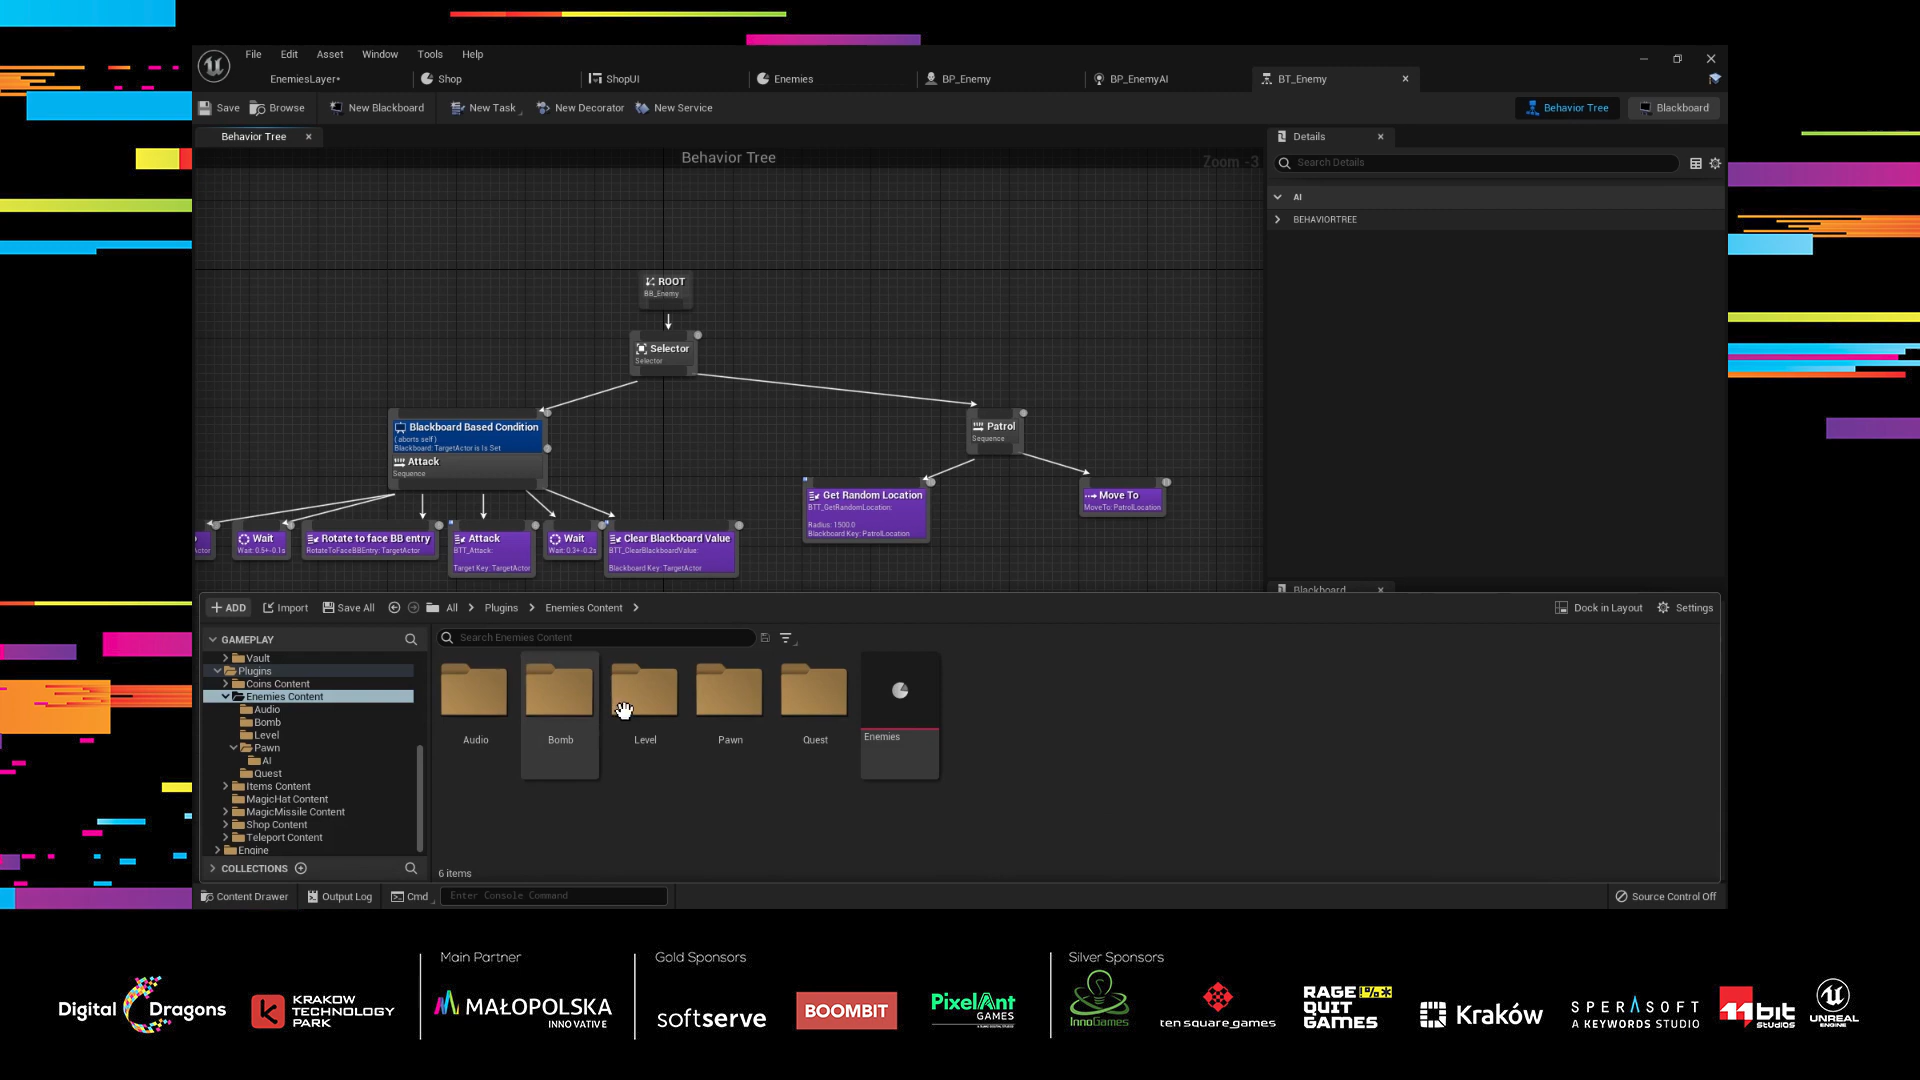 File Edit Asset Window Tools Help
EnemiesLayer* Shop ShopUI Enemies BP_Enemy BP_EnemyAI BT_Enemy
Save Browse New Blackboard New Task New Decorator New Service Behavior Tree Blackboard
Behavior Tree Details
Behavior Tree
Zoom -3
Search Details
AI
BEHAVIORTREE
ROOT
BB_Enemy
Selector
Selector
Blackboard Based Condition
( aborts self )
Blackboard: TargetActor is Is Set
Attack
Sequence
Patrol
Sequence
Get Random Location
BTT_GetRandomLocation:
Radius: 1500.0
Blackboard Key: PatrolLocation
Move To
MoveTo: PatrolLocation
Wait
Wait: 0.5+-0.1s
Rotate to face BB entry
RotateToFaceBBEntry: TargetActor
Attack
BTT_Attack:
Target Key: TargetActor
Wait
Wait: 0.3+-0.2s
Clear Blackboard Value
BTT_ClearBlackboardValue:
Blackboard Key: TargetActor
Blackboard
ADD Import Save All All Plugins Enemies Content Dock in Layout Settings
GAMEPLAY
Search Enemies Content
Vault
Plugins
Coins Content
Enemies Content
Audio
Bomb
Level
Pawn
AI
Quest
Items Content
MagicHat Content
MagicMissile Content
Shop Content
Teleport Content
Engine
COLLECTIONS
Audio Bomb Level Pawn Quest Enemies
6 items
Content Drawer Output Log Cmd Enter Console Command Source Control Off
Main Partner Gold Sponsors Silver Sponsors
Digital Dragons
KRAKOW
TECHNOLOGY
PARK
MAŁOPOLSKA
INNOVATIVE
softserve
BOOMBIT
PixelAnt
GAMES
InnoGames
ten square games
RAGE !%*
QUIT
GAMES
Kraków
SPERASOFT
A KEYWORDS STUDIO
11bit
STUDIOS
UNREAL
ENGINE